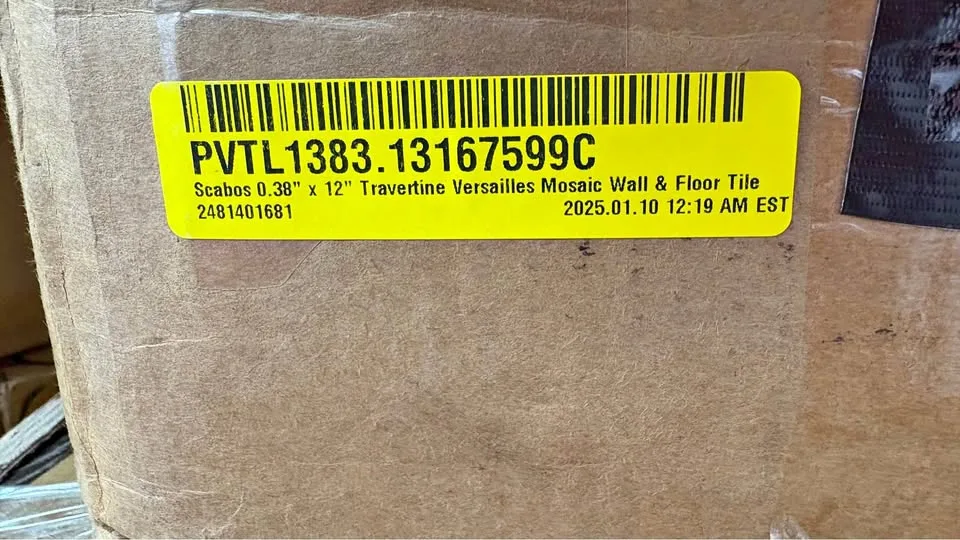 PVTL1383.13167599C
Scabos 0.38" x 12" Travertine Versailles Mosaic Wall & Floor Tile
2481401681 2025.01.10 12:19 AM EST